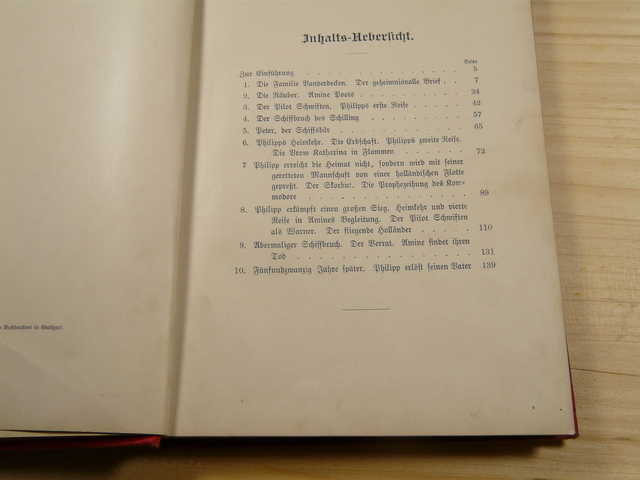 Inhalts-Uebersicht.
Seite
Zur Einführung . . . . . . . . . . . . . . . 5
1. Die Familie Vanderdecken. Der geheimnisvolle Brief . . 7
2. Die Räuber. Amine Poots . . . . . . . . . . 24
3. Der Pilot Schwiften. Philipps erste Reise . . . . . 42
4. Der Schiffbruch des Schilling . . . . . . . . . 57
5. Peter, der Schiffsbär . . . . . . . . . . . . 65
6. Philipps Heimkehr. Die Erbschaft. Philipps zweite Reise.
Die Vrow Katharina in Flammen . . . . . . . 72
7 Philipp erreicht die Heimat nicht, sondern wird mit seiner
geretteten Mannschaft von einer holländischen Flotte
gepreßt. Der Skorbut. Die Prophezeihung des Kom-
modore . . . . . . . . . . . . . . 89
8. Philipp erkämpft einen großen Sieg. Heimkehr und vierte
Reise in Amines Begleitung. Der Pilot Schwiften
als Warner. Der fliegende Holländer . . . . . 110
9. Abermaliger Schiffbruch. Der Verrat. Amine findet ihren
Tod . . . . . . . . . . . . . . . 131
10. Fünfundzwanzig Jahre später. Philipp erlöst seinen Vater 139
Buchdruckerei in Stuttgart